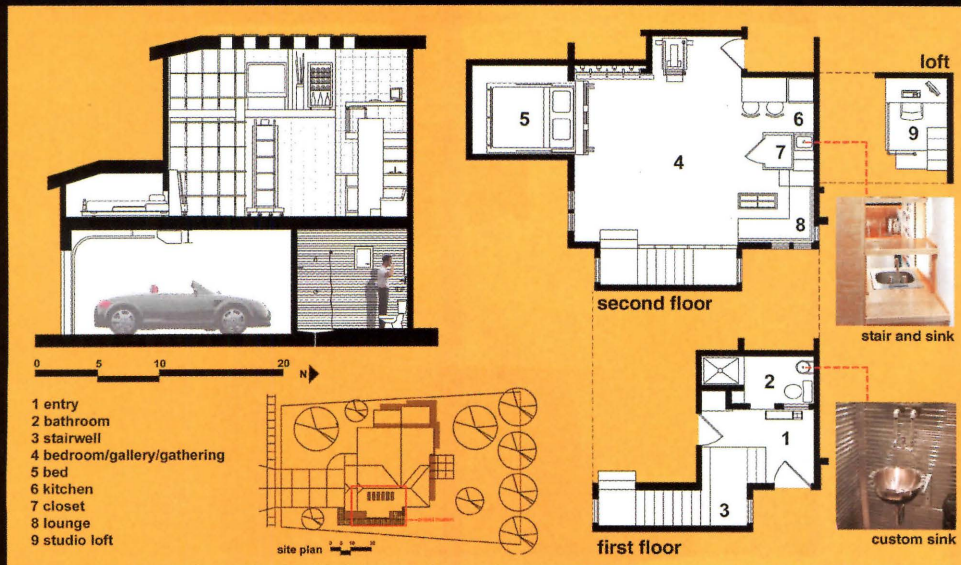 loft
5
4
6
7
8
9
second floor
stair and sink
0 5 10 20
N
1 entry
2 bathroom
3 stairwell
4 bedroom/gallery/gathering
5 bed
6 kitchen
7 closet
8 lounge
9 studio loft
site plan
2
1
3
first floor
custom sink